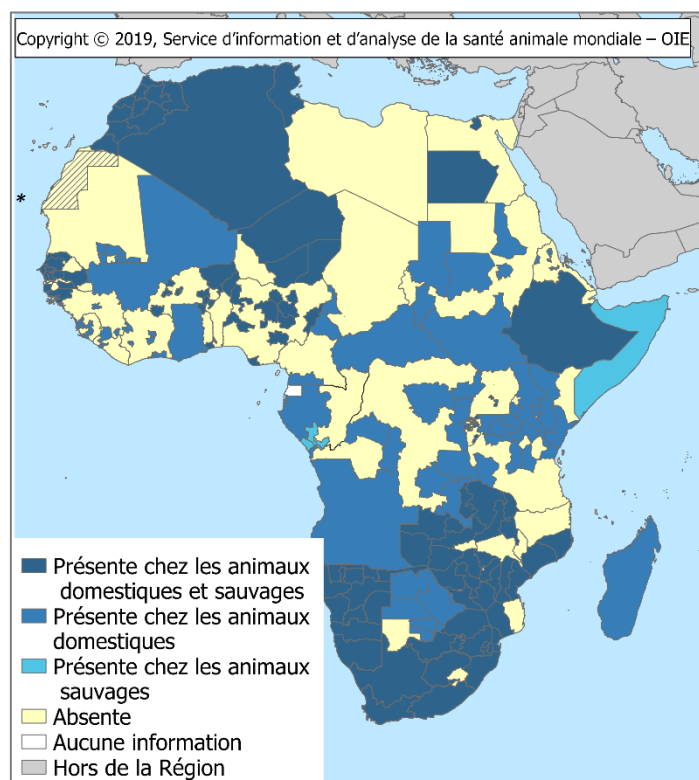 Copyright © 2019, Service d'information et d'analyse de la santé animale mondiale – OIE
*
Présente chez les animaux
domestiques et sauvages
Présente chez les animaux
domestiques
Présente chez les animaux
sauvages
Absente
Aucune information
Hors de la Région